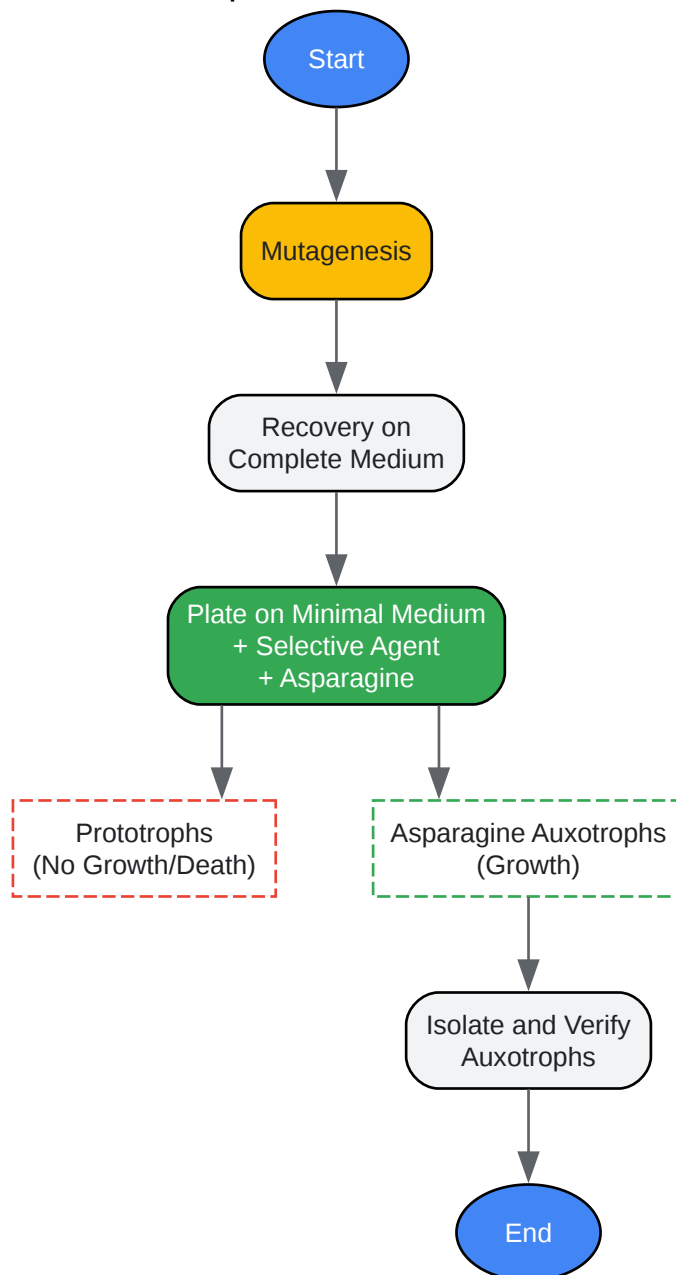 Start
Mutagenesis
Recovery on
Complete Medium
Plate on Minimal Medium
+ Selective Agent
+ Asparagine
Prototrophs
(No Growth/Death)
Asparagine Auxotrophs
(Growth)
Isolate and Verify
Auxotrophs
End